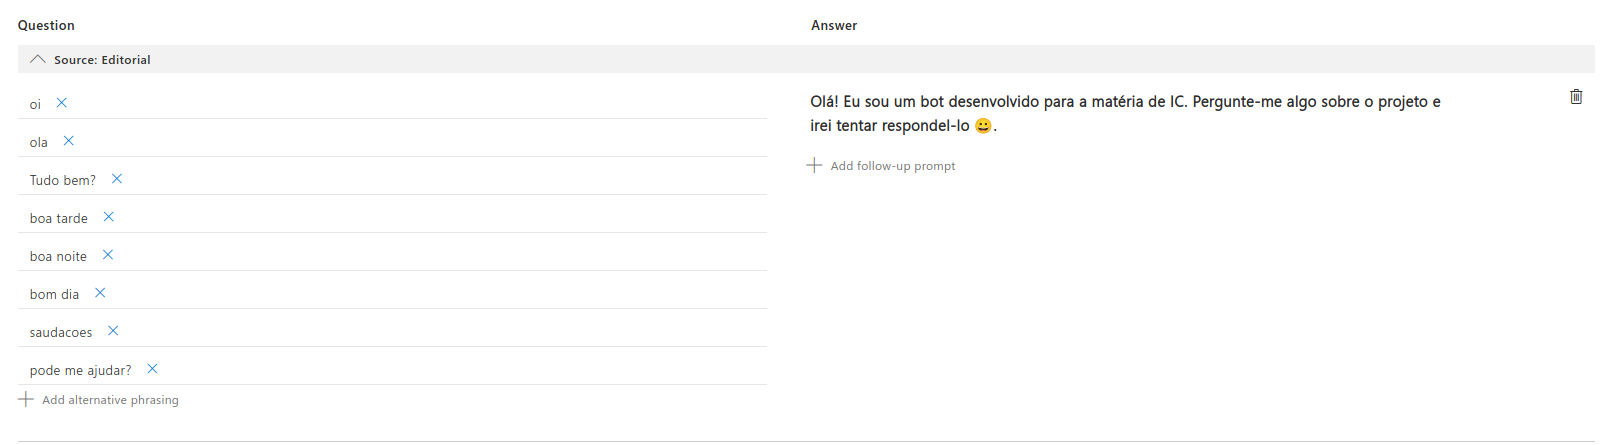 Question
Answer
Source: Editorial
oi
ola
Tudo bem?
boa tarde
boa noite
bom dia
saudacoes
pode me ajudar?
Add alternative phrasing
Olá! Eu sou um bot desenvolvido para a matéria de IC. Pergunte-me algo sobre o projeto e
irei tentar respondel-lo 😀.
Add follow-up prompt